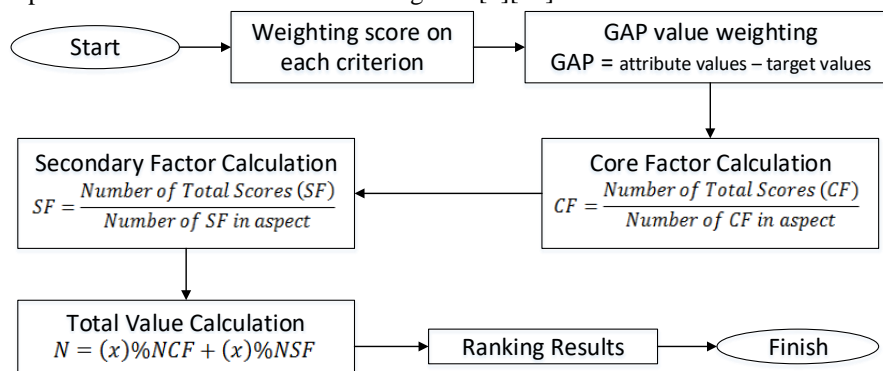 Start
Weighting score on
each criterion
GAP value weighting
GAP = attribute values – target values
Secondary Factor Calculation
SF = Number of Total Scores (SF) / Number of SF in aspect
Core Factor Calculation
CF = Number of Total Scores (CF) / Number of CF in aspect
Total Value Calculation
N = (x)%NCF + (x)%NSF
Ranking Results
Finish